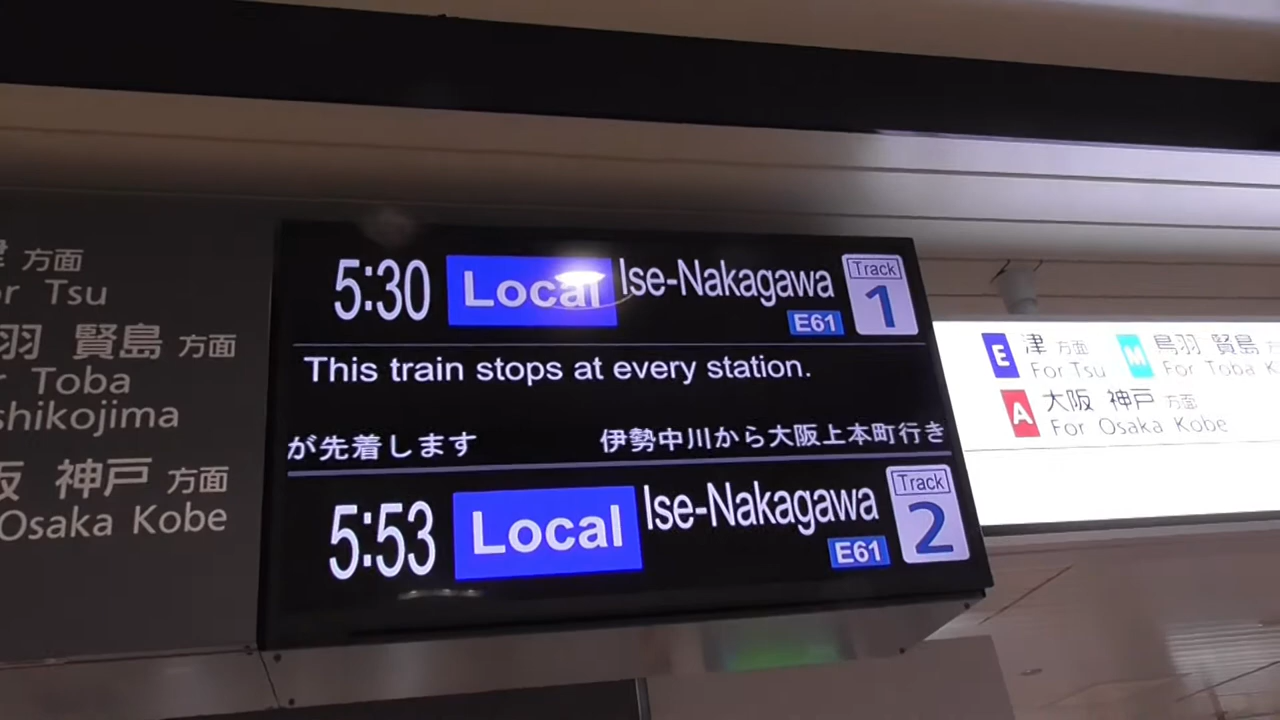 方面
Tsu
羽 賢島 方面
Toba
shikojima
神戸 方面
Osaka Kobe
5:30 Local Ise-Nakagawa Track 1
E61
This train stops at every station.
が先着します 伊勢中川から大阪上本町行き
5:53 Local Ise-Nakagawa Track 2
E61
E 津 方面 M 鳥羽 賢島
For Tsu For Toba K
A 大阪 神戸 方面
For Osaka Kobe